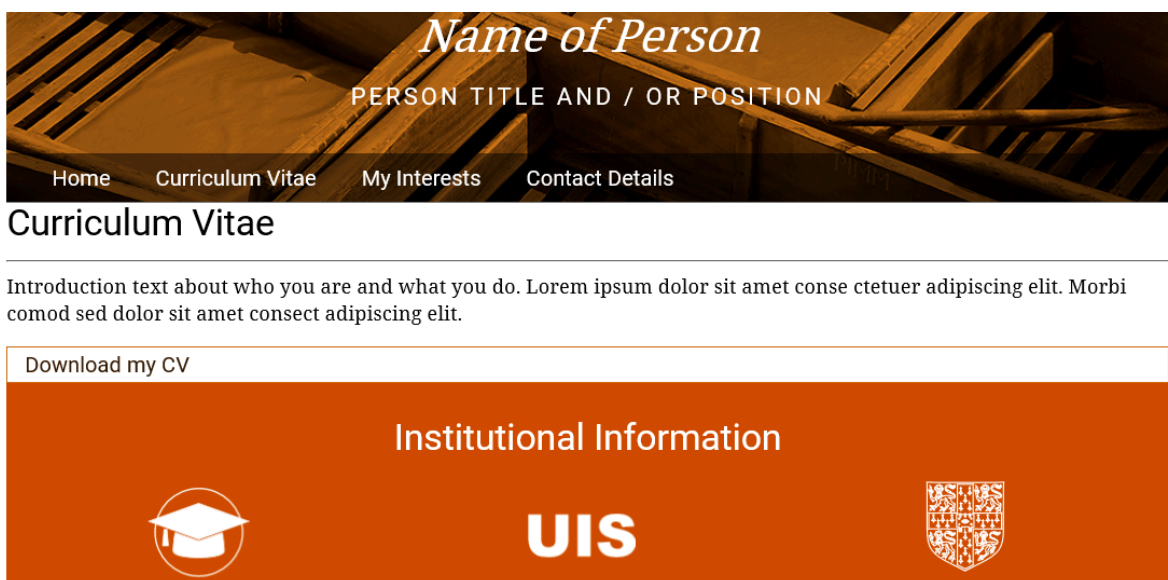 Name of Person
PERSON TITLE AND / OR POSITION
Home Curriculum Vitae My Interests Contact Details
Curriculum Vitae
Introduction text about who you are and what you do. Lorem ipsum dolor sit amet conse ctetuer adipiscing elit. Morbi
comod sed dolor sit amet consect adipiscing elit.
Download my CV
Institutional Information
UIS